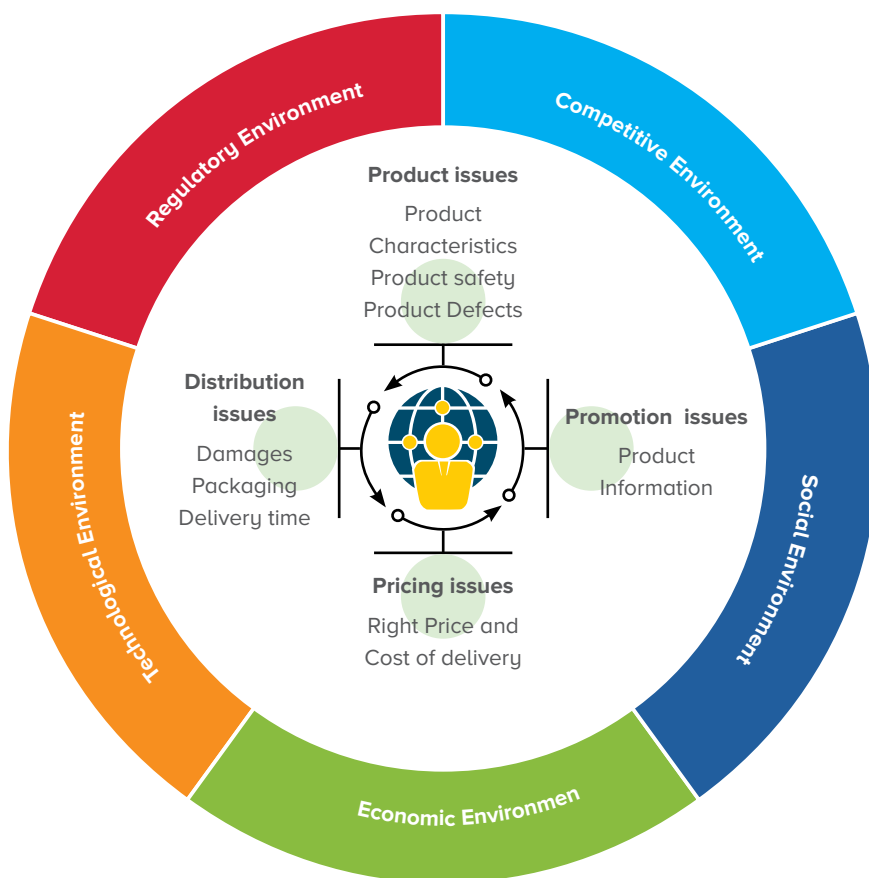 Regulatory Environment
Competitive Environment
Product issues
Product
Characteristics
Product safety
Product Defects
Distribution
issues
Damages
Packaging
Delivery time
Promotion issues
Product
Information
Pricing issues
Right Price and
Cost of delivery
Technological Environment
Social Environment
Economic Environmen